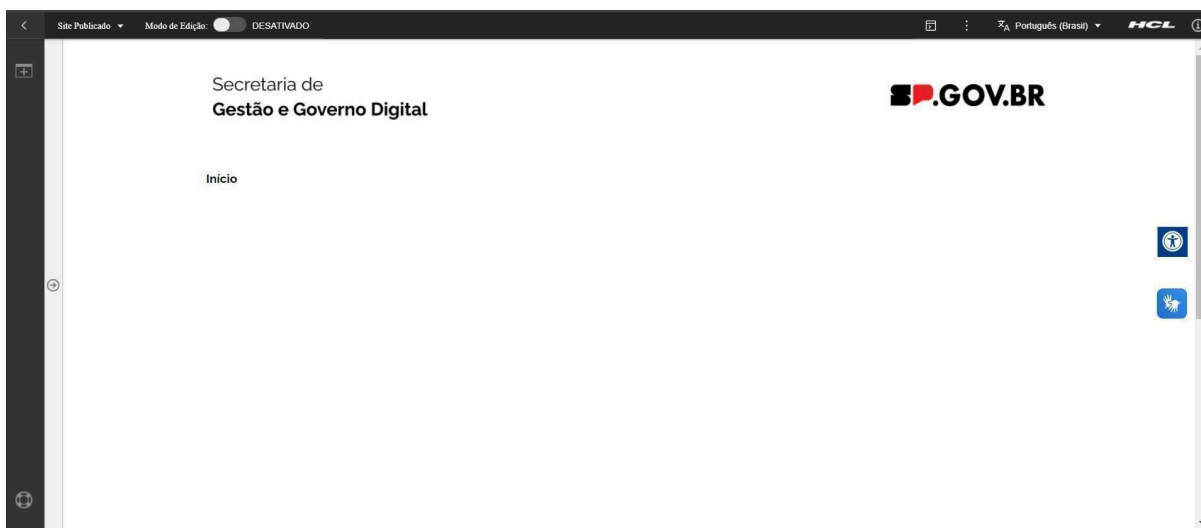 Site Publicado Modo de Edição: DESATIVADO Português (Brasil) HCL
Secretaria de
Gestão e Governo Digital
SP.GOV.BR
Início